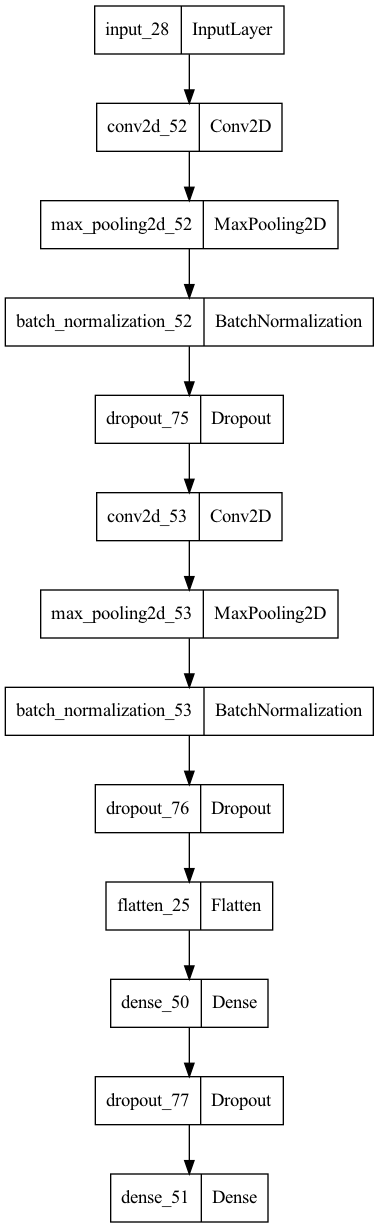 input_28 InputLayer
conv2d_52 Conv2D
max_pooling2d_52 MaxPooling2D
batch_normalization_52 BatchNormalization
dropout_75 Dropout
conv2d_53 Conv2D
max_pooling2d_53 MaxPooling2D
batch_normalization_53 BatchNormalization
dropout_76 Dropout
flatten_25 Flatten
dense_50 Dense
dropout_77 Dropout
dense_51 Dense